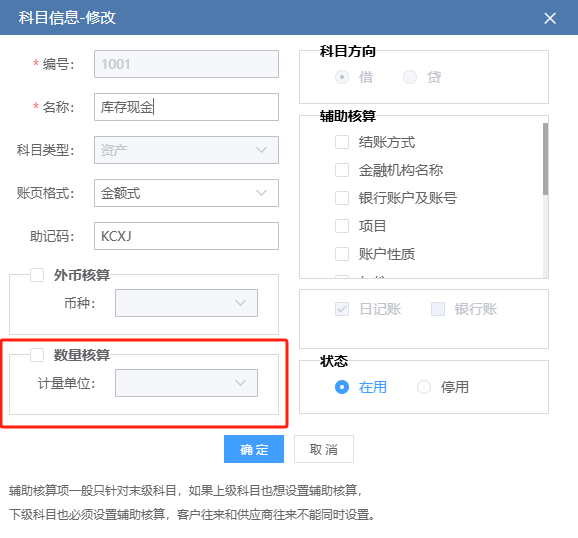 科目信息-修改
* 编号： 1001
* 名称： 库存现金
科目类型： 资产
账页格式： 金额式
助记码： KCXJ
外币核算
币种：
数量核算
计量单位：
科目方向
借 贷
辅助核算
结账方式
金融机构名称
银行账户及账号
项目
账户性质
日记账 银行账
状态
在用 停用
确 定 取 消
辅助核算项一般只针对末级科目，如果上级科目也想设置辅助核算，
下级科目也必须设置辅助核算，客户往来和供应商往来不能同时设置。